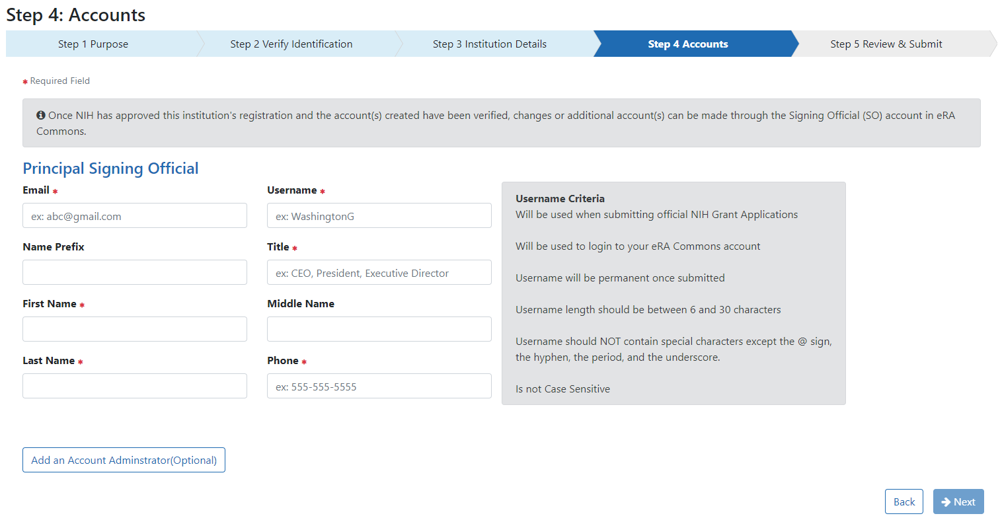 Step 4: Accounts
Step 1 Purpose
Step 2 Verify Identification
Step 3 Institution Details
Step 4 Accounts
Step 5 Review & Submit
* Required Field
Once NIH has approved this institution's registration and the account(s) created have been verified, changes or additional account(s) can be made through the Signing Official (SO) account in eRA
Commons.
Principal Signing Official
Email *
Username *
ex: abc@gmail.com
ex: WashingtonG
Name Prefix
Title *
ex: CEO, President, Executive Director
First Name *
Middle Name
Last Name *
Phone *
ex: 555-555-5555
Username Criteria
Will be used when submitting official NIH Grant Applications
Will be used to login to your eRA Commons account
Username will be permanent once submitted
Username length should be between 6 and 30 characters
Username should NOT contain special characters except the @ sign,
the hyphen, the period, and the underscore.
Is not Case Sensitive
Add an Account Adminstrator(Optional)
Back
Next